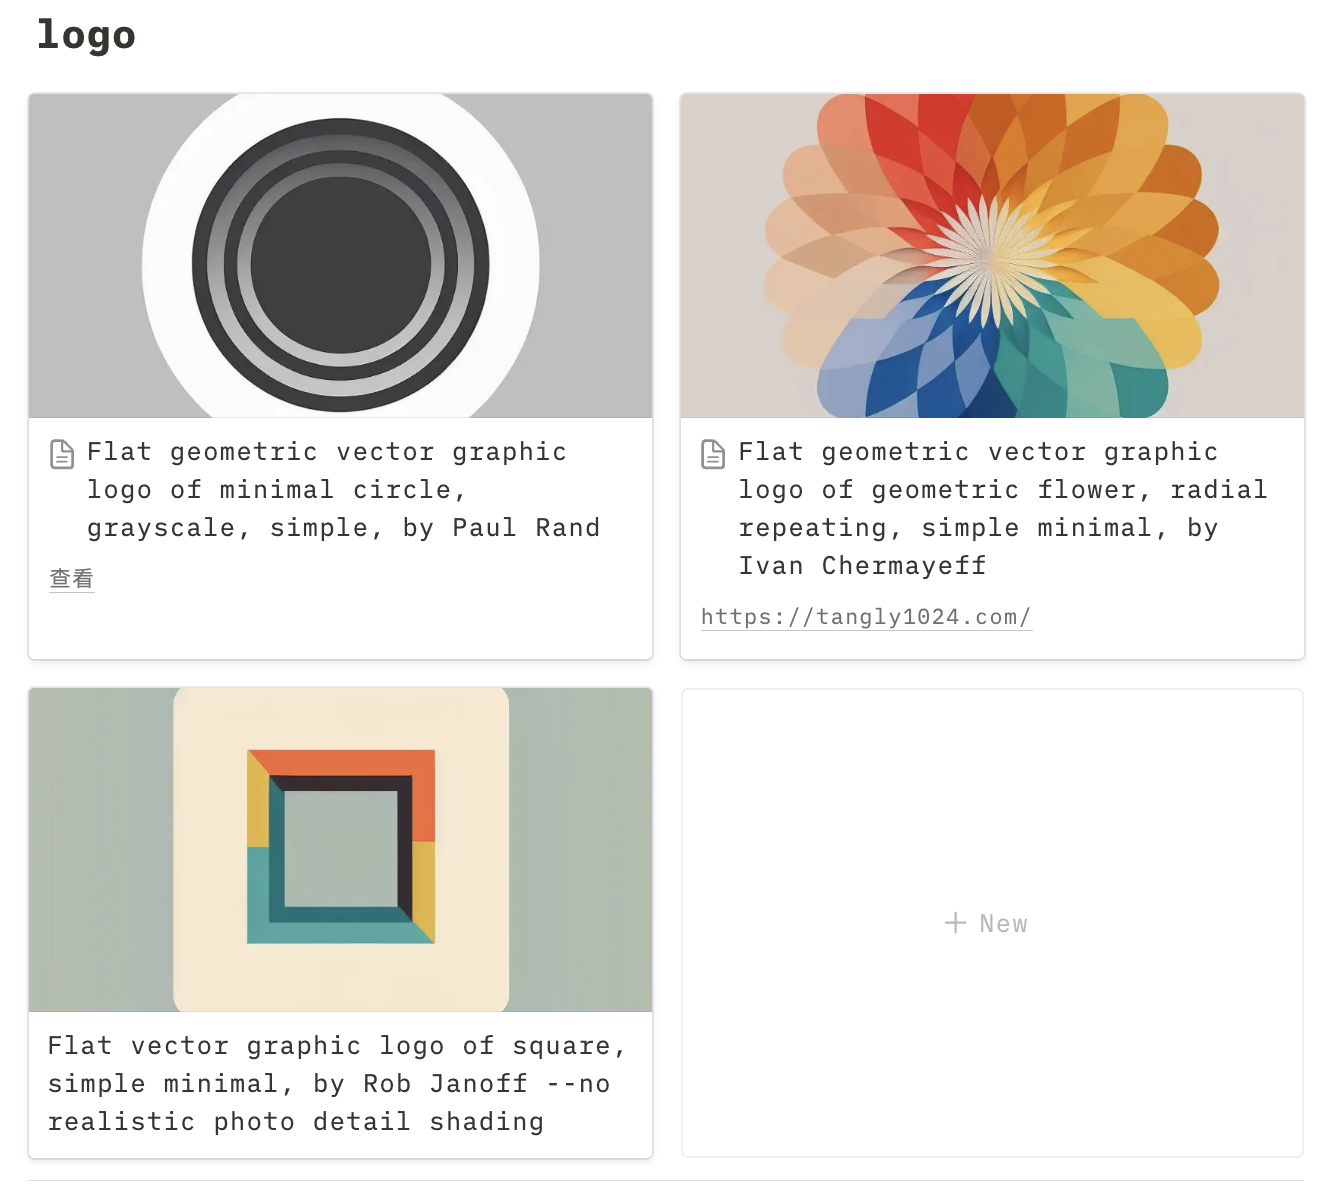 logo
Flat geometric vector graphic
logo of minimal circle,
grayscale, simple, by Paul Rand
查看
Flat geometric vector graphic
logo of geometric flower, radial
repeating, simple minimal, by
Ivan Chermayeff
https://tangly1024.com/
Flat vector graphic logo of square,
simple minimal, by Rob Janoff --no
realistic photo detail shading
New